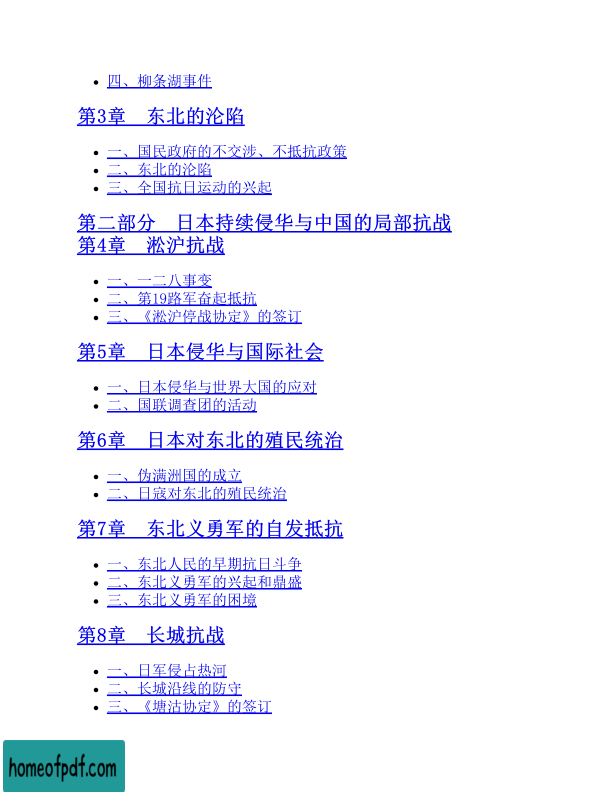 四、柳条湖事件
第3章 东北的沦陷
一、国民政府的不交涉、不抵抗政策
二、东北的沦陷
三、全国抗日运动的兴起
第二部分 日本持续侵华与中国的局部抗战
第4章 淞沪抗战
一、一二八事变
二、第19路军奋起抵抗
三、《淞沪停战协定》的签订
第5章 日本侵华与国际社会
一、日本侵华与世界大国的应对
二、国联调查团的活动
第6章 日本对东北的殖民统治
一、伪满洲国的成立
二、日寇对东北的殖民统治
第7章 东北义勇军的自发抵抗
一、东北人民的早期抗日斗争
二、东北义勇军的兴起和鼎盛
三、东北义勇军的困境
第8章 长城抗战
一、日军侵占热河
二、长城沿线的防守
三、《塘沽协定》的签订
homeofpdf.com